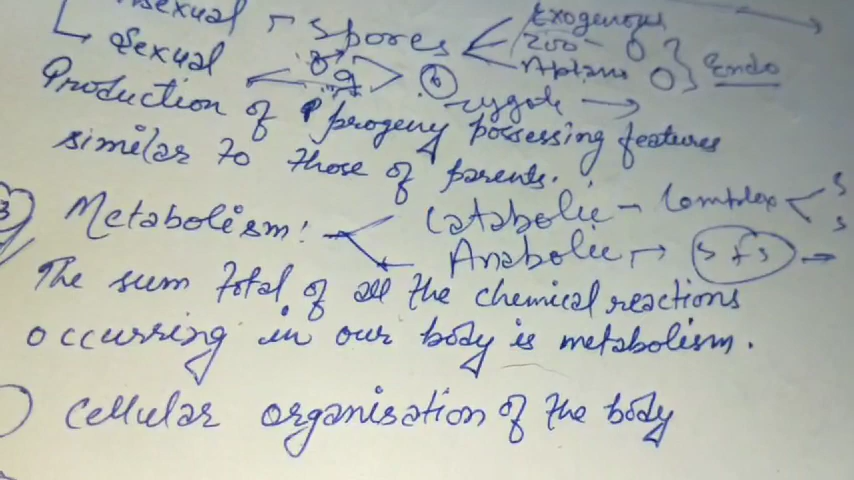 Asexual Spores Exogenous
Sexual Zoo- Aplano Endo
Zygote
Production of progeny possessing features
similar to those of parents.
3 Metabolism: Catabolic - Complex < s s
Anabolic → s + s →
The sum total of all the chemical reactions
occurring in our body is metabolism.
Cellular organisation of the body